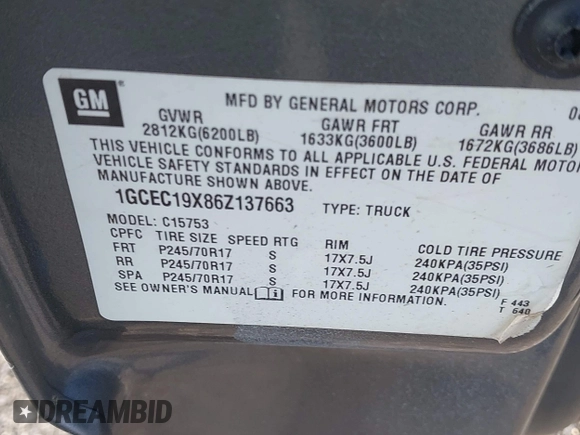 GM
MFD BY GENERAL MOTORS CORP.
GVWR GAWR FRT GAWR RR
2812KG(6200LB) 1633KG(3600LB) 1672KG(3686LB)
THIS VEHICLE CONFORMS TO ALL APPLICABLE U.S. FEDERAL MOTOR
VEHICLE SAFETY STANDARDS IN EFFECT ON THE DATE OF
MANUFACTURE SHOWN ABOVE.
1GCEC19X86Z137663 TYPE: TRUCK
MODEL: C15753
CPFC TIRE SIZE SPEED RTG RIM COLD TIRE PRESSURE
FRT P245/70R17 S 17X7.5J 240KPA(35PSI)
RR P245/70R17 S 17X7.5J 240KPA(35PSI)
SPA P245/70R17 S 17X7.5J 240KPA(35PSI)
SEE OWNER'S MANUAL FOR MORE INFORMATION.
F 443
T 640
DREAMBID